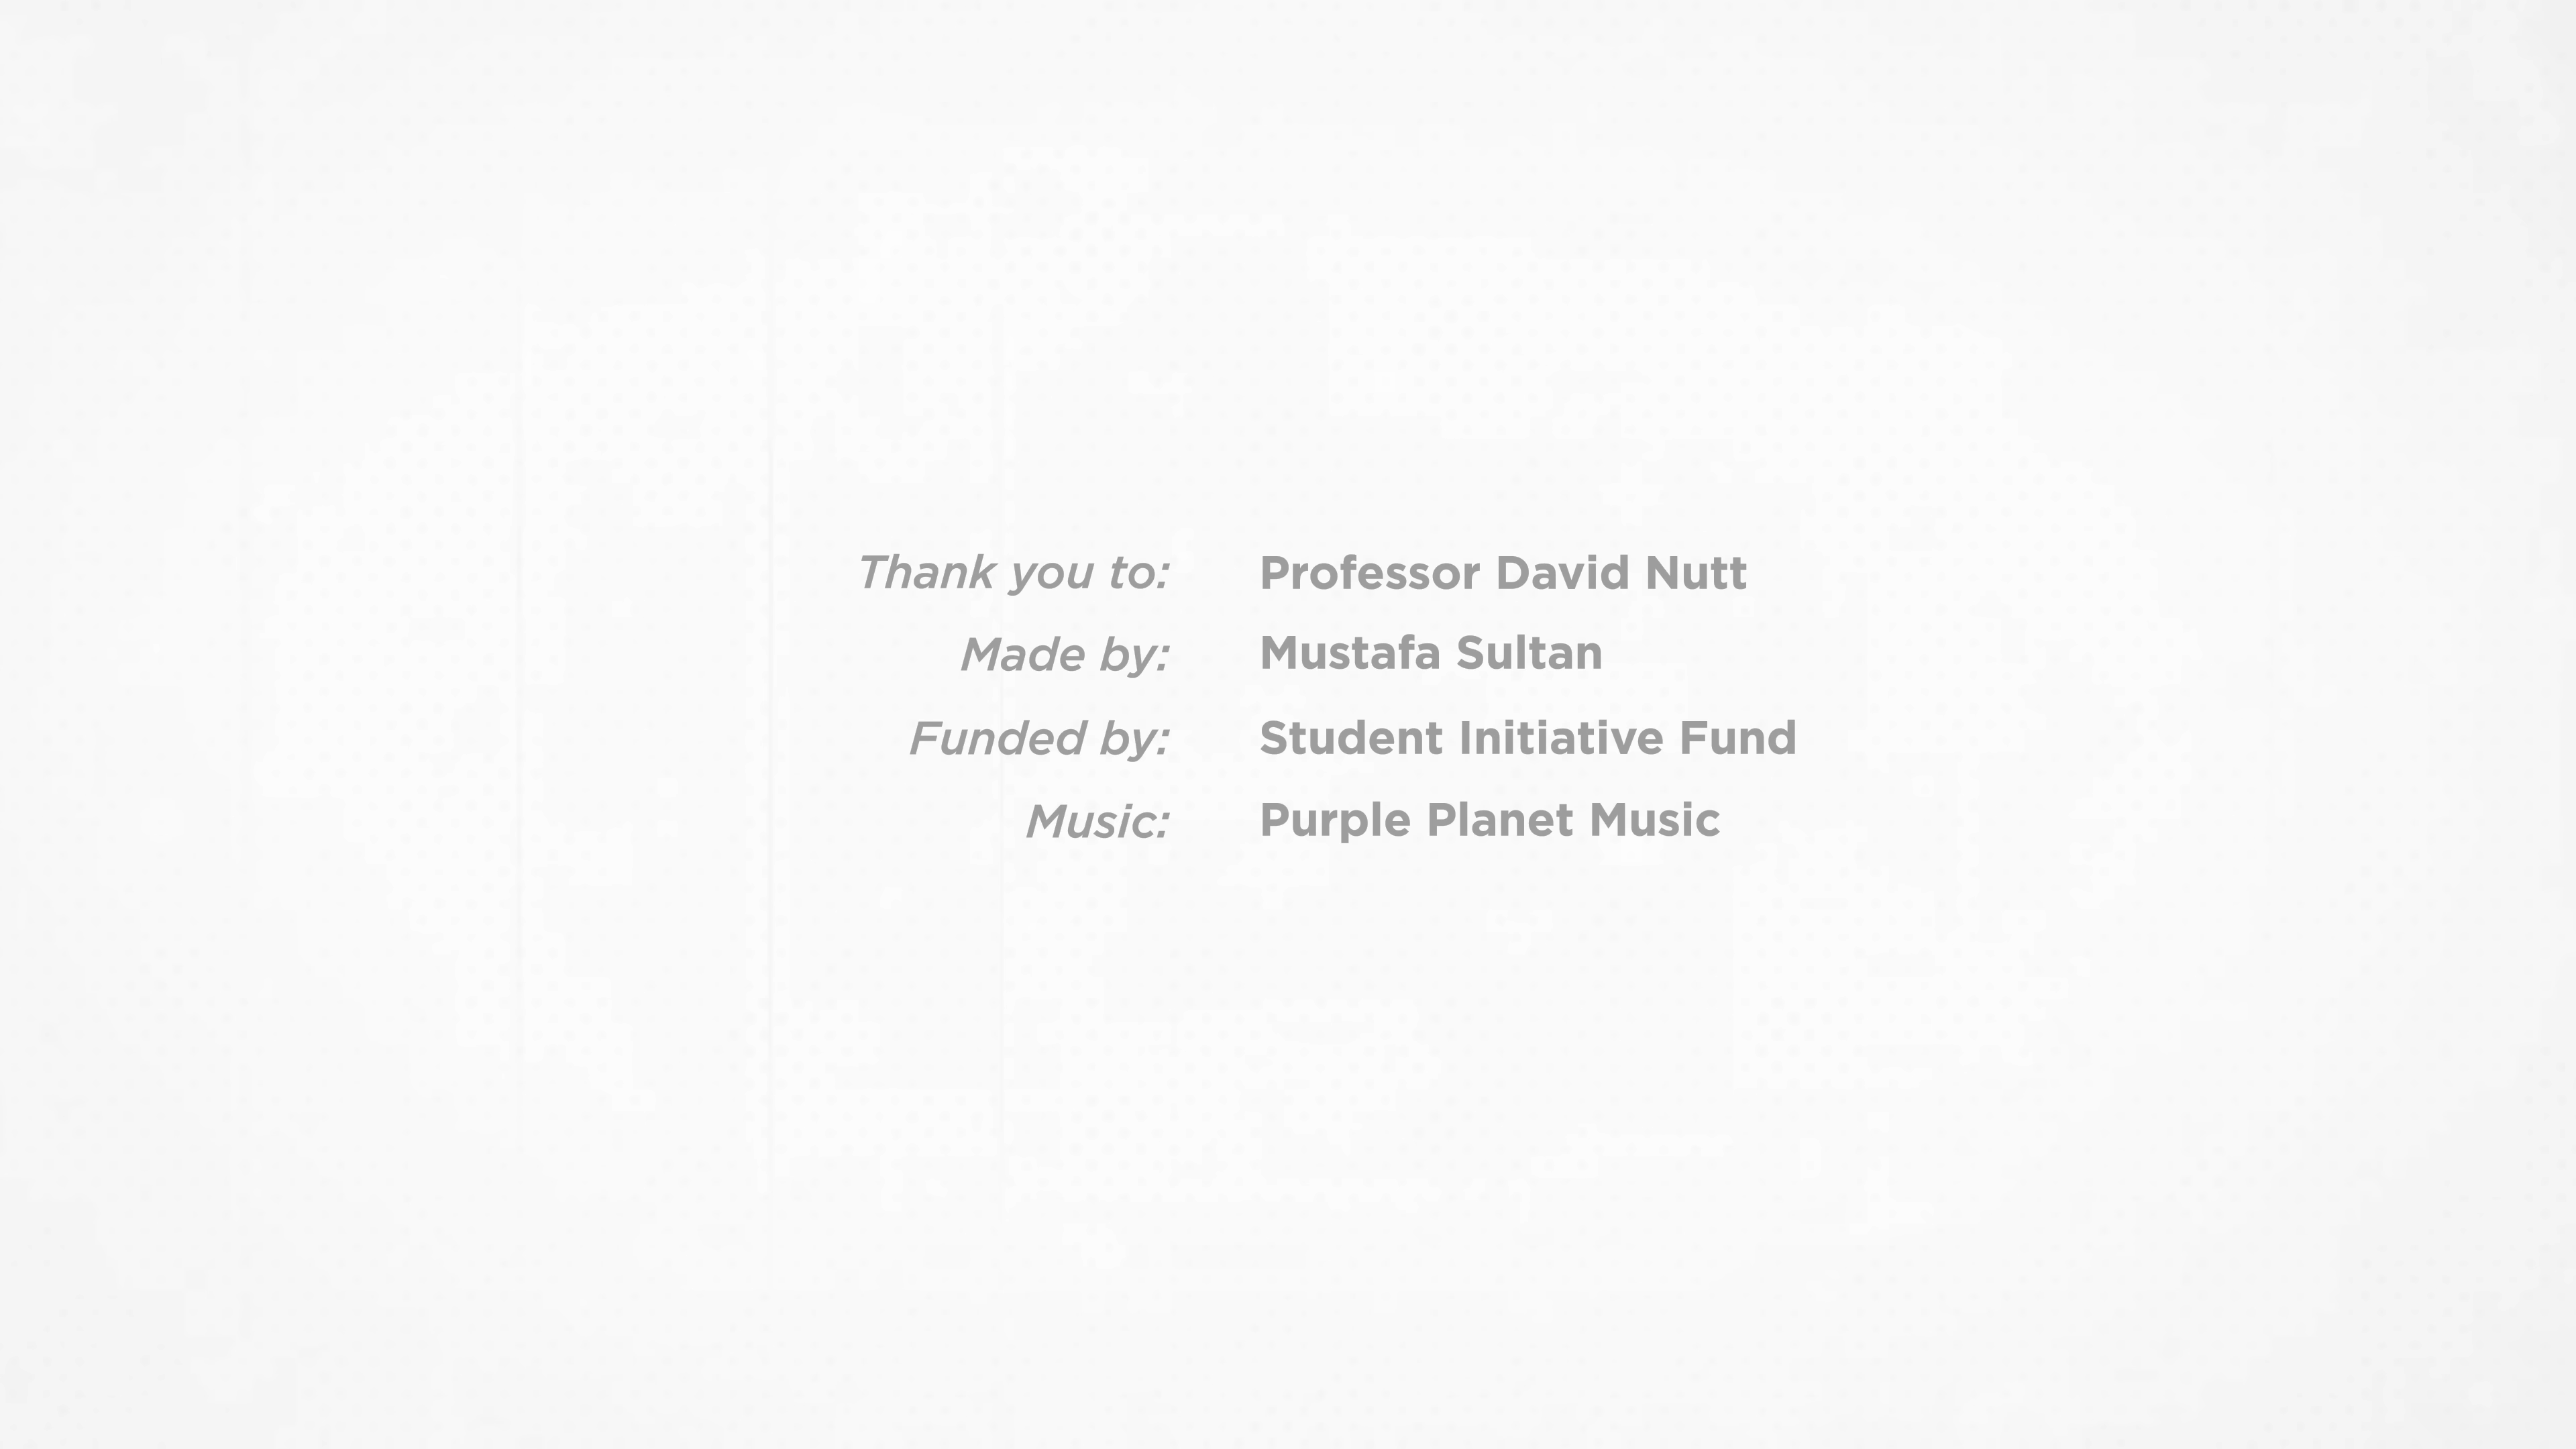 Thank you to: Professor David Nutt
Made by: Mustafa Sultan
Funded by: Student Initiative Fund
Music: Purple Planet Music